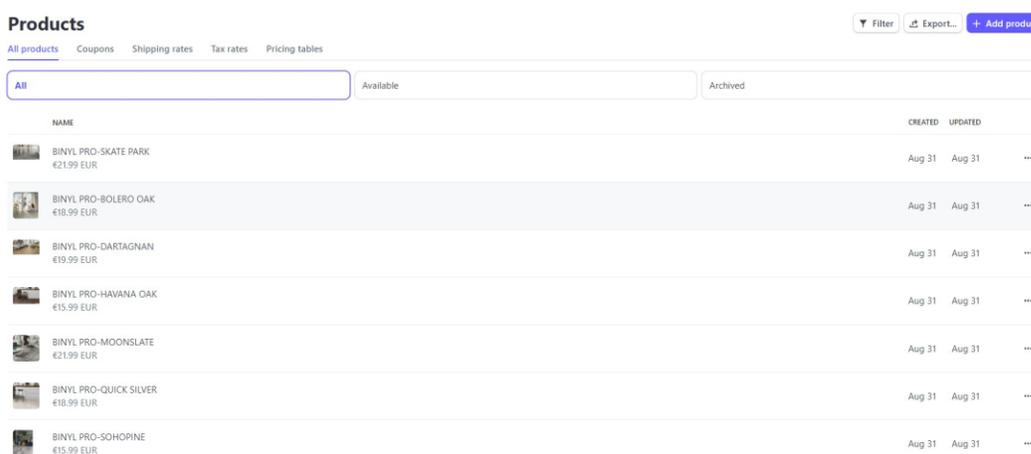 Products
Filter
Export...
+ Add produ
All products
Coupons
Shipping rates
Tax rates
Pricing tables
All
Available
Archived
NAME
CREATED
UPDATED
BINYL PRO-SKATE PARK
€21.99 EUR
Aug 31
Aug 31
BINYL PRO-BOLERO OAK
€18.99 EUR
Aug 31
Aug 31
BINYL PRO-DARTAGNAN
€19.99 EUR
Aug 31
Aug 31
BINYL PRO-HAVANA OAK
€15.99 EUR
Aug 31
Aug 31
BINYL PRO-MOONSLATE
€21.99 EUR
Aug 31
Aug 31
BINYL PRO-QUICK SILVER
€18.99 EUR
Aug 31
Aug 31
BINYL PRO-SOHOPINE
€15.99 EUR
Aug 31
Aug 31